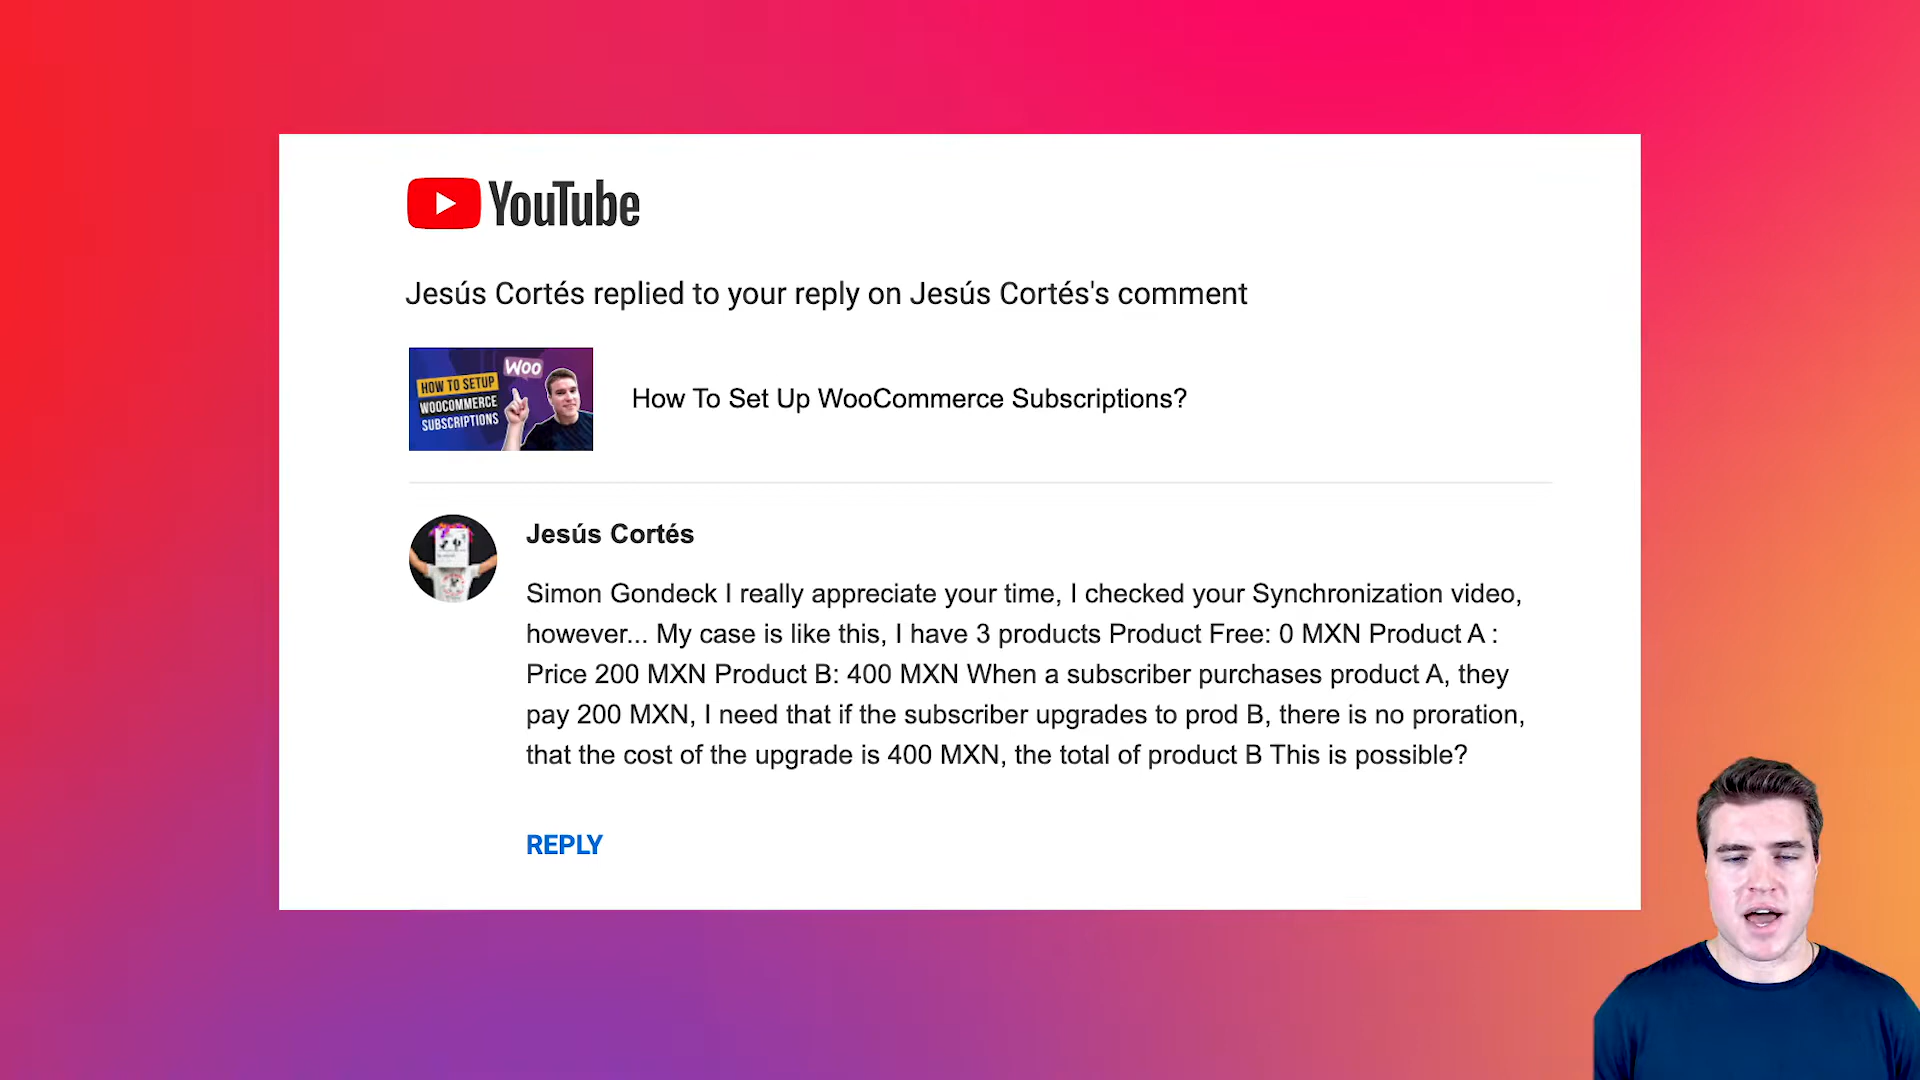 YouTube
Jesús Cortés replied to your reply on Jesús Cortés's comment
WOO
HOW TO SETUP
WOOCOMMERCE
SUBSCRIPTIONS
How To Set Up WooCommerce Subscriptions?
Jesús Cortés
Simon Gondeck I really appreciate your time, I checked your Synchronization video,
however... My case is like this, I have 3 products Product Free: 0 MXN Product A :
Price 200 MXN Product B: 400 MXN When a subscriber purchases product A, they
pay 200 MXN, I need that if the subscriber upgrades to prod B, there is no proration,
that the cost of the upgrade is 400 MXN, the total of product B This is possible?
REPLY